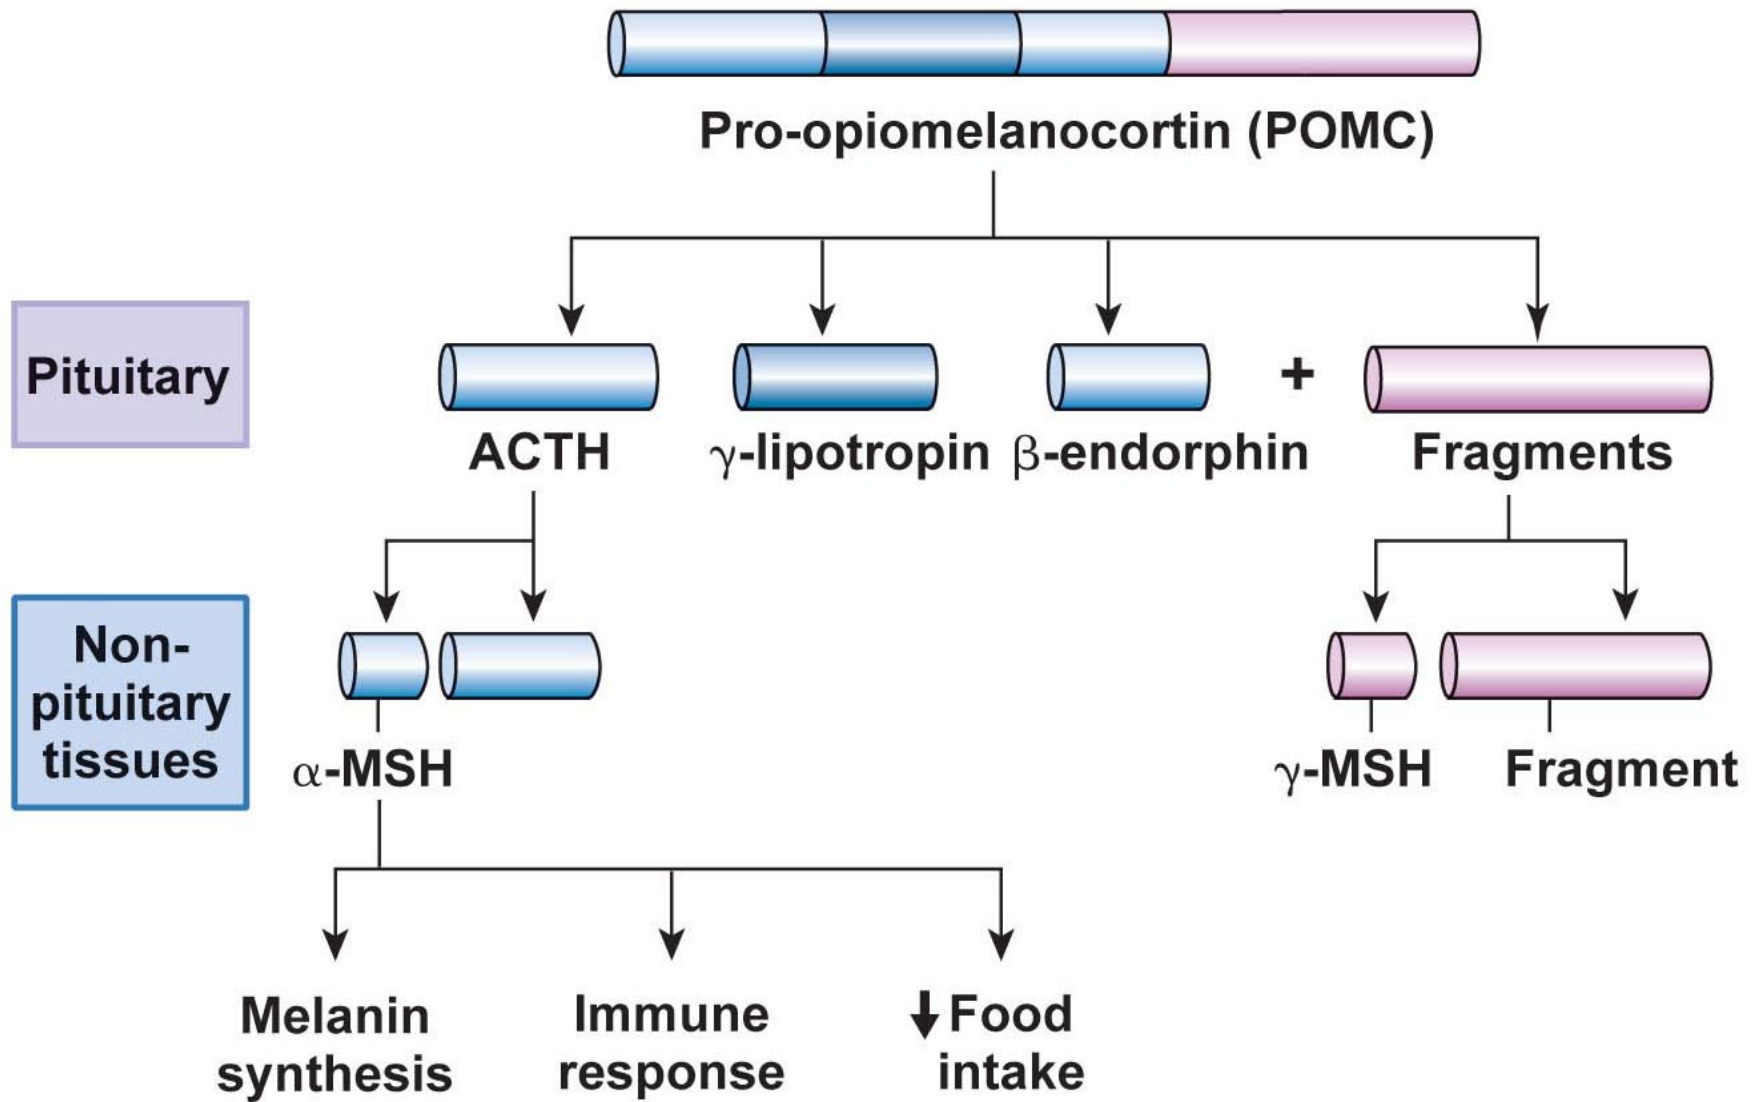 Pro-opiomelanocortin (POMC)
Pituitary
ACTH
γ-lipotropin
β-endorphin
+
Fragments
Non-
pituitary
tissues
α-MSH
γ-MSH
Fragment
Melanin
synthesis
Immune
response
↓ Food
intake